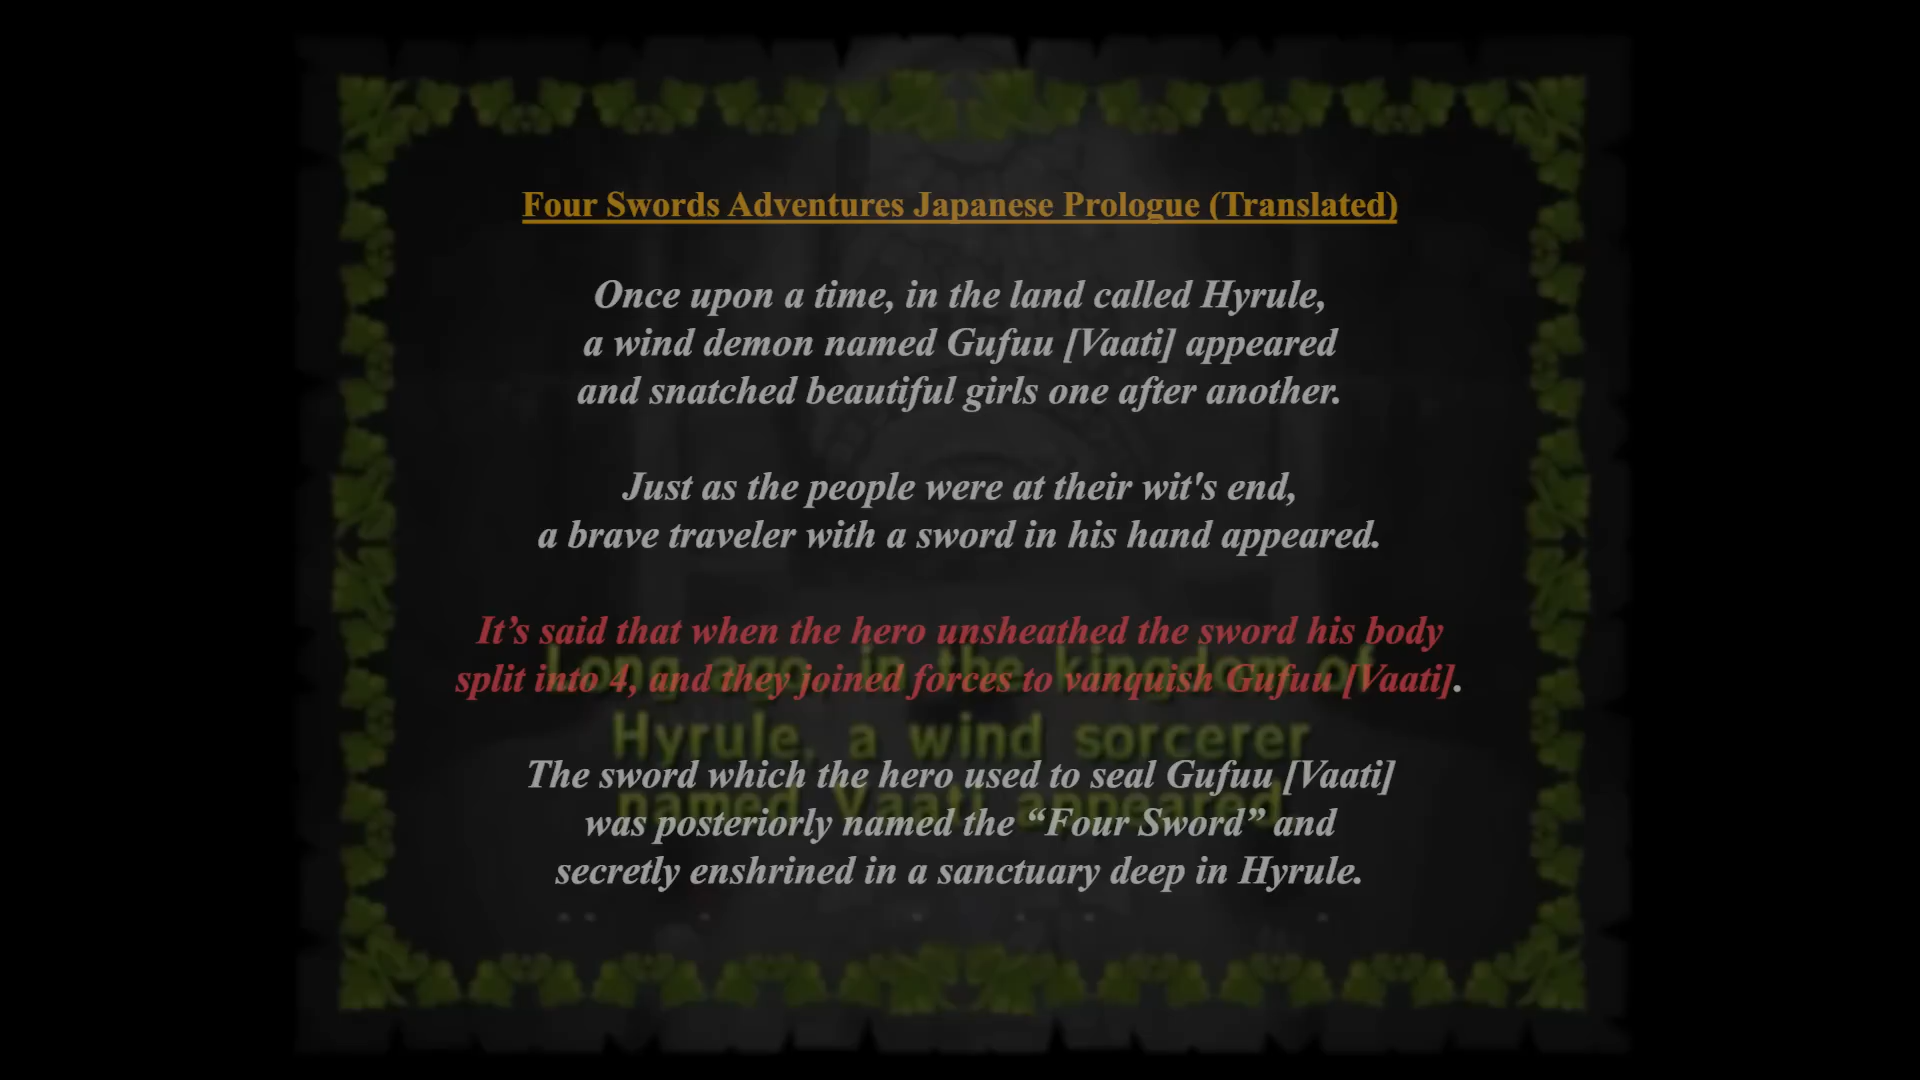 Four Swords Adventures Japanese Prologue (Translated)
Once upon a time, in the land called Hyrule,
a wind demon named Gufuu [Vaati] appeared
and snatched beautiful girls one after another.
Just as the people were at their wit's end,
a brave traveler with a sword in his hand appeared.
It’s said that when the hero unsheathed the sword his body
split into 4, and they joined forces to vanquish Gufuu [Vaati].
The sword which the hero used to seal Gufuu [Vaati]
was posteriorly named the “Four Sword” and
secretly enshrined in a sanctuary deep in Hyrule.
Long ago, in the kingdom of
Hyrule, a wind sorcerer
named Vaati appeared.